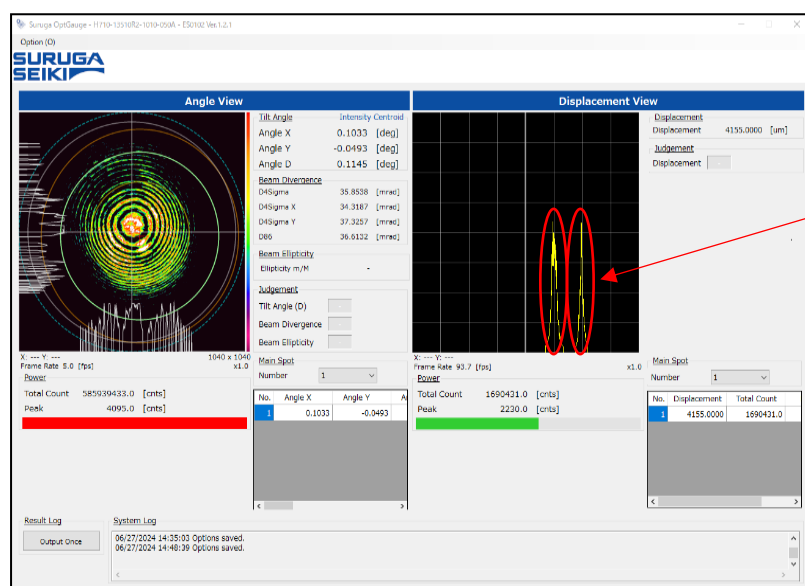 Suruga OptGauge - H710-13510R2-1010-050A - ES0102 Ver.1.2.1
Option (O)
SURUGA
SEIKI
Angle View
Displacement View
Tilt Angle Intensity Centroid
Angle X 0.1033 [deg]
Angle Y -0.0493 [deg]
Angle D 0.1145 [deg]
Beam Divergence
D4Sigma 35.8538 [mrad]
D4Sigma X 34.3187 [mrad]
D4Sigma Y 37.3257 [mrad]
D86 36.6132 [mrad]
Beam Ellipticity
Ellipticity m/M -
Judgement
Tilt Angle (D) -
Beam Divergence -
Beam Ellipticity -
X: --- Y: --- 1040 x 1040
Frame Rate 5.0 [fps] x1.0
Power
Total Count 585939433.0 [cnts]
Peak 4095.0 [cnts]
Main Spot
Number 1
No. Angle X Angle Y A
1 0.1033 -0.0493
Displacement
Displacement 4155.0000 [um]
Judgement
Displacement -
X: --- Y: ---
Frame Rate 93.7 [fps] x1.0
Power
Total Count 1690431.0 [cnts]
Peak 2230.0 [cnts]
Main Spot
Number 1
No. Displacement Total Count
1 4155.0000 1690431.0
Result Log
Output Once
System Log
06/27/2024 14:35:03 Options saved.
06/27/2024 14:48:39 Options saved.